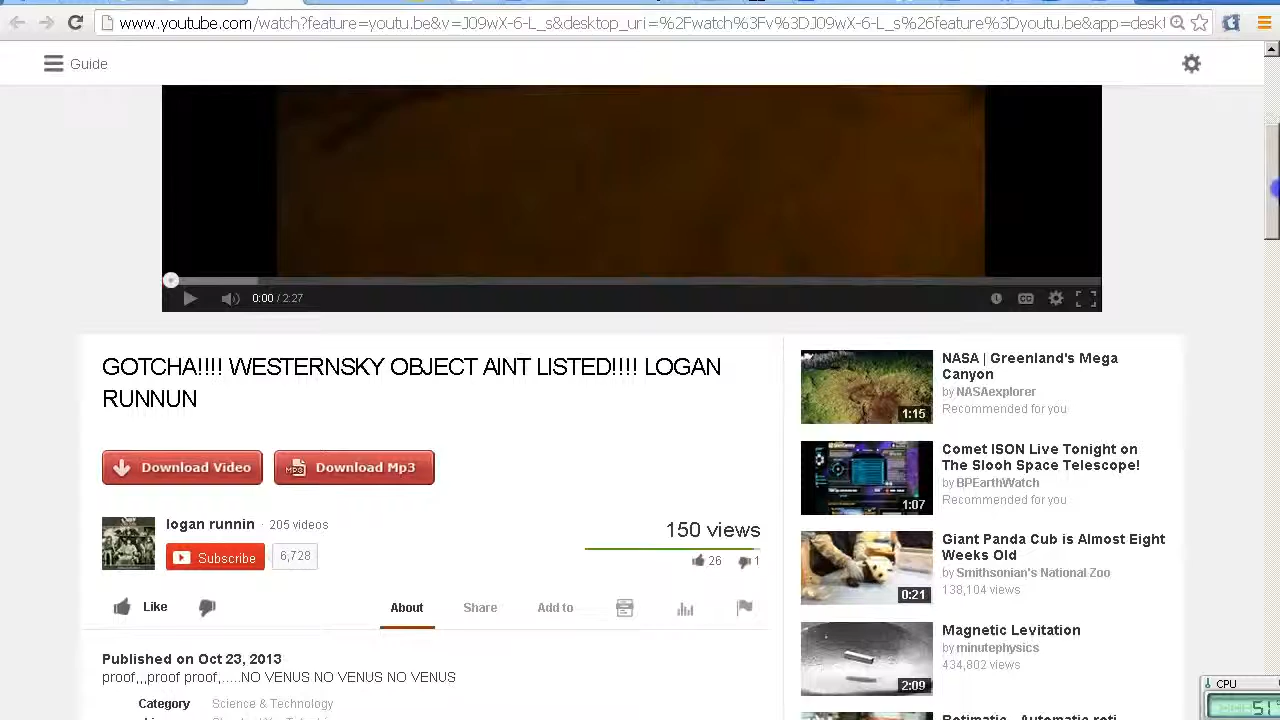 www.youtube.com/watch?feature=youtu.be&v=J09wX-6-L_s&desktop_uri=%2Fwatch%3Fv%3DJ09wX-6-L_s%26feature%3Dyoutu.be&app=desk
Guide
0:00 / 2:27
CC
GOTCHA!!!! WESTERNSKY OBJECT AINT LISTED!!!! LOGAN
RUNNUN
Download Video
MP3 Download Mp3
logan runnin 205 videos
Subscribe 6,728
150 views
26 1
Like
About Share Add to
Published on Oct 23, 2013
NO VENUS NO VENUS NO VENUS
Category
NASA | Greenland's Mega
Canyon
by NASAexplorer
Recommended for you
1:15
Comet ISON Live Tonight on
The Slooh Space Telescope!
by BPEarthWatch
Recommended for you
1:07
Giant Panda Cub is Almost Eight
Weeks Old
by Smithsonian's National Zoo
138,104 views
0:21
Magnetic Levitation
by minutephysics
434,802 views
2:09
CPU